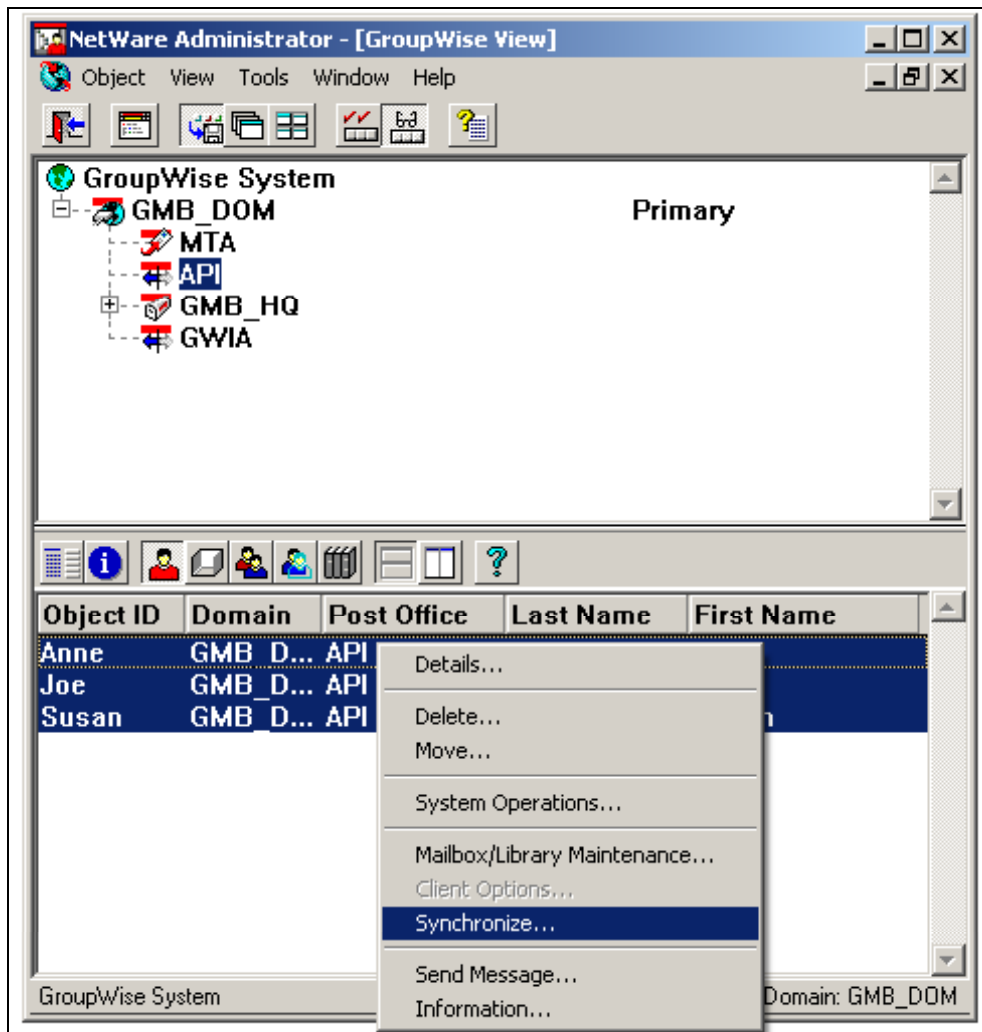 NetWare Administrator - [GroupWise View]
Object View Tools Window Help
GroupWise System
GMB_DOM Primary
MTA
API
GMB_HQ
GWIA
Object ID Domain Post Office Last Name First Name
Anne GMB_D... API
Joe GMB_D... API
Susan GMB_D... API
Details...
Delete...
Move...
System Operations...
Mailbox/Library Maintenance...
Client Options...
Synchronize...
Send Message...
Information...
GroupWise System Domain: GMB_DOM